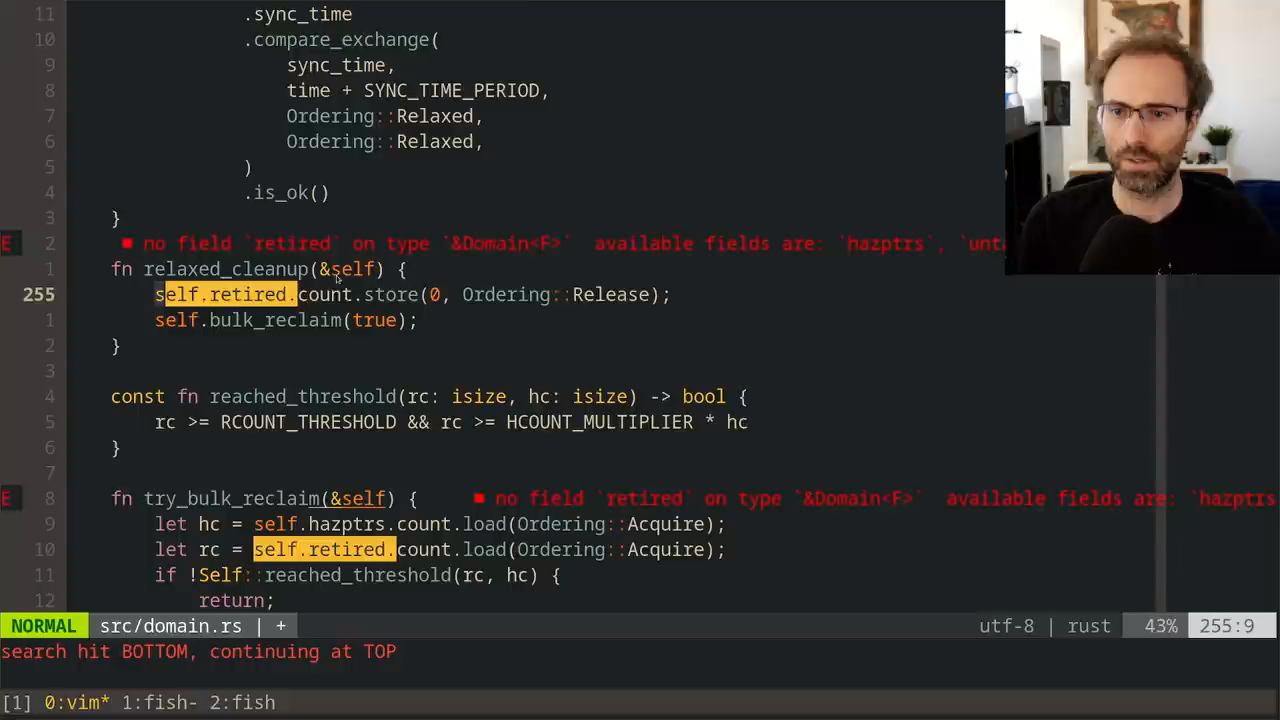 11 .sync_time
10 .compare_exchange(
9 sync_time,
8 time + SYNC_TIME_PERIOD,
7 Ordering::Relaxed,
6 Ordering::Relaxed,
5 )
4 .is_ok()
3 }
E 2 ■ no field `retired` on type `&Domain<F>` available fields are: `hazptrs`, `unt
1 fn relaxed_cleanup(&self) {
255 self.retired.count.store(0, Ordering::Release);
1 self.bulk_reclaim(true);
2 }
3
4 const fn reached_threshold(rc: isize, hc: isize) -> bool {
5 rc >= RCOUNT_THRESHOLD && rc >= HCOUNT_MULTIPLIER * hc
6 }
7
E 8 fn try_bulk_reclaim(&self) { ■ no field `retired` on type `&Domain<F>` available fields are: `hazptrs
9 let hc = self.hazptrs.count.load(Ordering::Acquire);
10 let rc = self.retired.count.load(Ordering::Acquire);
11 if !Self::reached_threshold(rc, hc) {
12 return;
NORMAL src/domain.rs | + utf-8 | rust 43% 255:9
search hit BOTTOM, continuing at TOP
[1] 0:vim* 1:fish- 2:fish